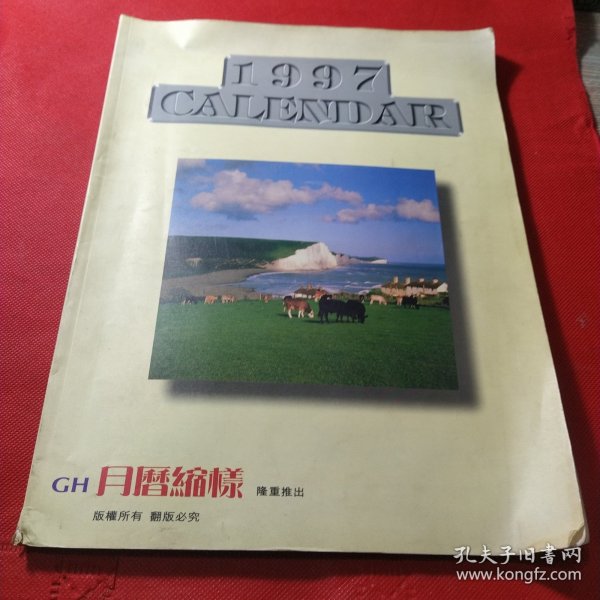 1997
CALENDAR
GH 月曆縮樣 隆重推出
版權所有 翻版必究
孔夫子旧书网
www.kongfz.com